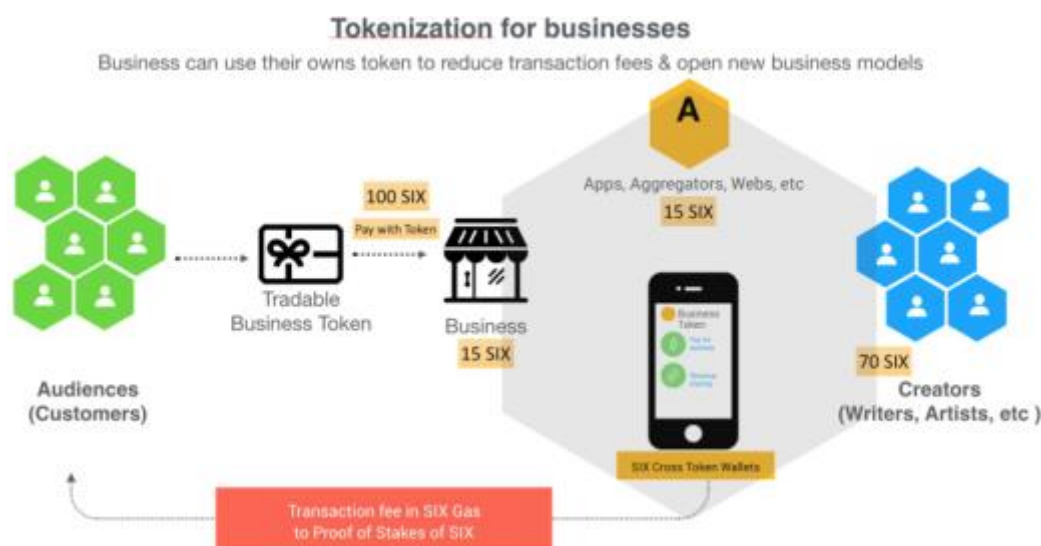 Tokenization for businesses
Business can use their owns token to reduce transaction fees & open new business models
A
Apps, Aggregators, Webs, etc
15 SIX
100 SIX
Pay with Token
Tradable
Business Token
Business
15 SIX
Business
Token
Pay for
70 SIX
Audiences
(Customers)
Creators
(Writers, Artists, etc )
SIX Cross Token Wallets
Transaction fee in SIX Gas
to Proof of Stakes of SIX